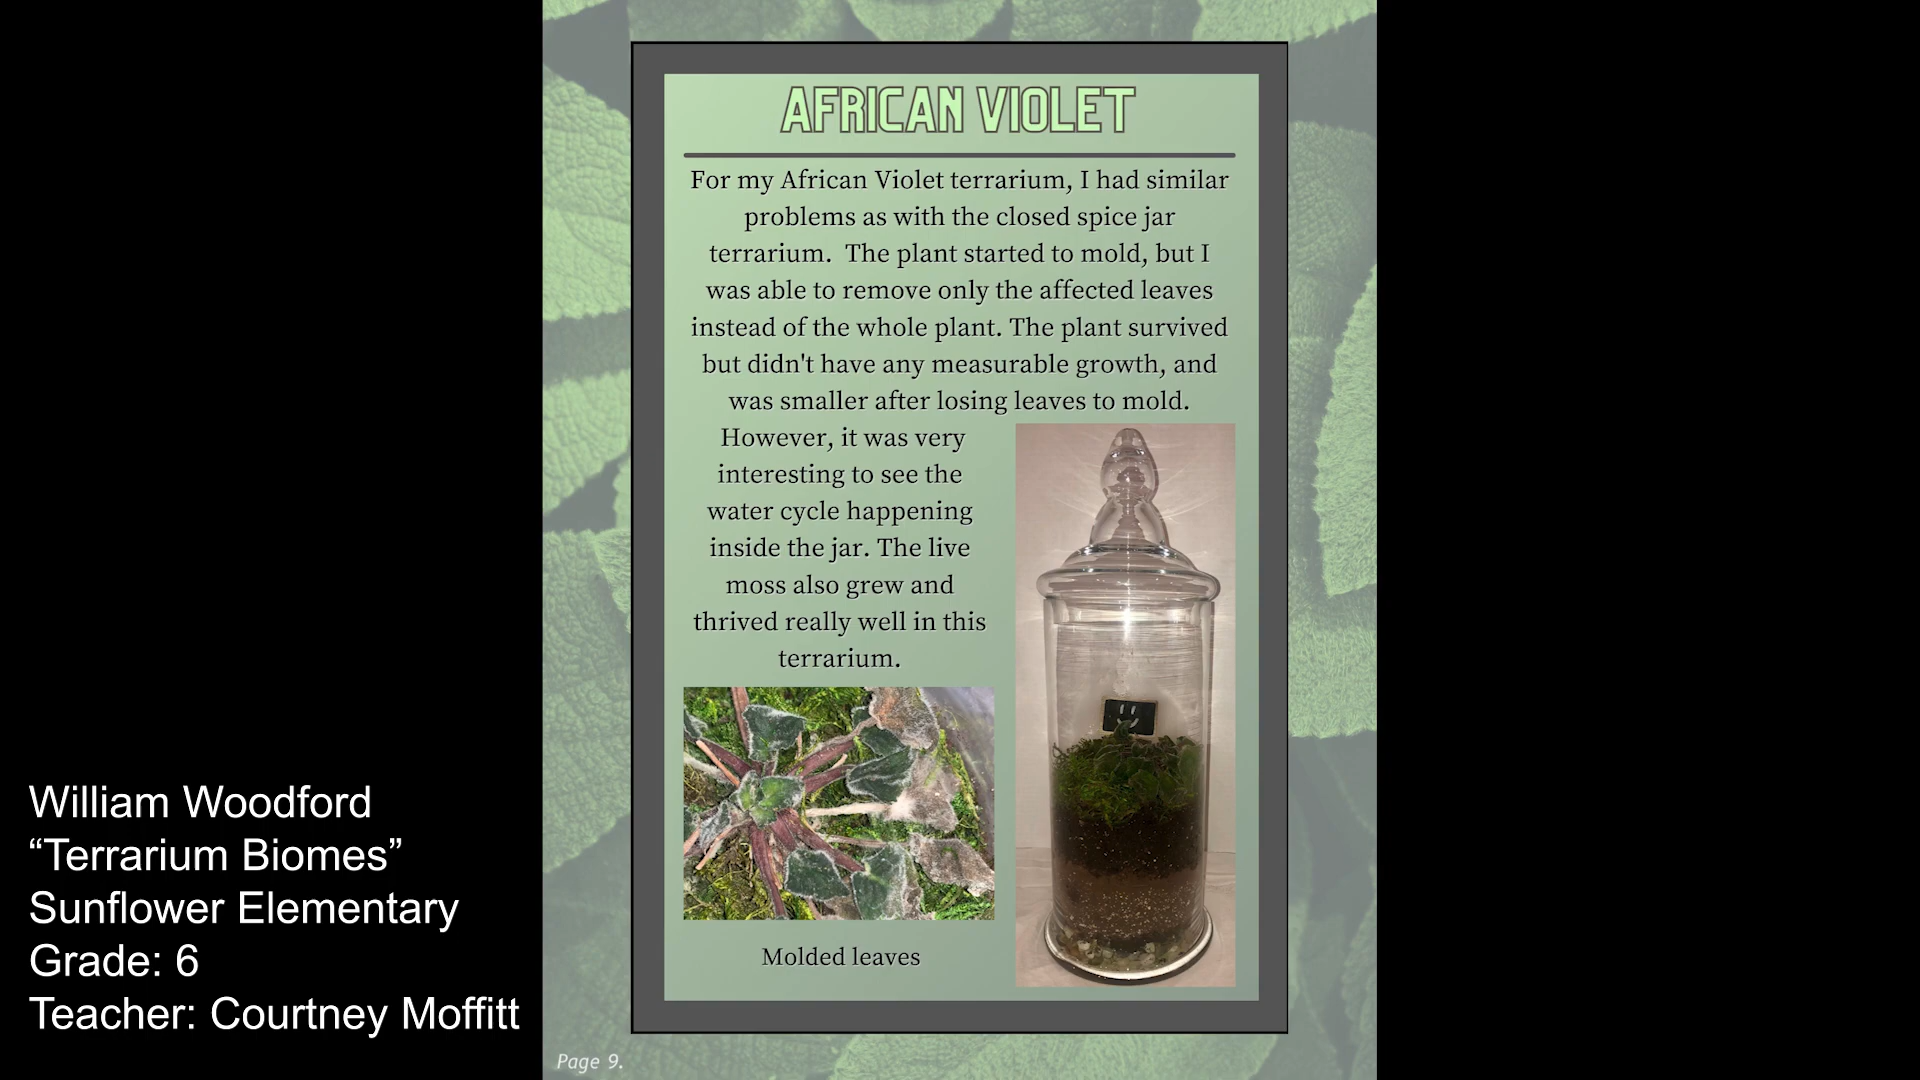 AFRICAN VIOLET
For my African Violet terrarium, I had similar
problems as with the closed spice jar
terrarium.  The plant started to mold, but I
was able to remove only the affected leaves
instead of the whole plant. The plant survived
but didn't have any measurable growth, and
was smaller after losing leaves to mold.
However, it was very
interesting to see the
water cycle happening
inside the jar. The live
moss also grew and
thrived really well in this
terrarium.
Molded leaves
Page 9.
William Woodford
“Terrarium Biomes”
Sunflower Elementary
Grade: 6
Teacher: Courtney Moffitt